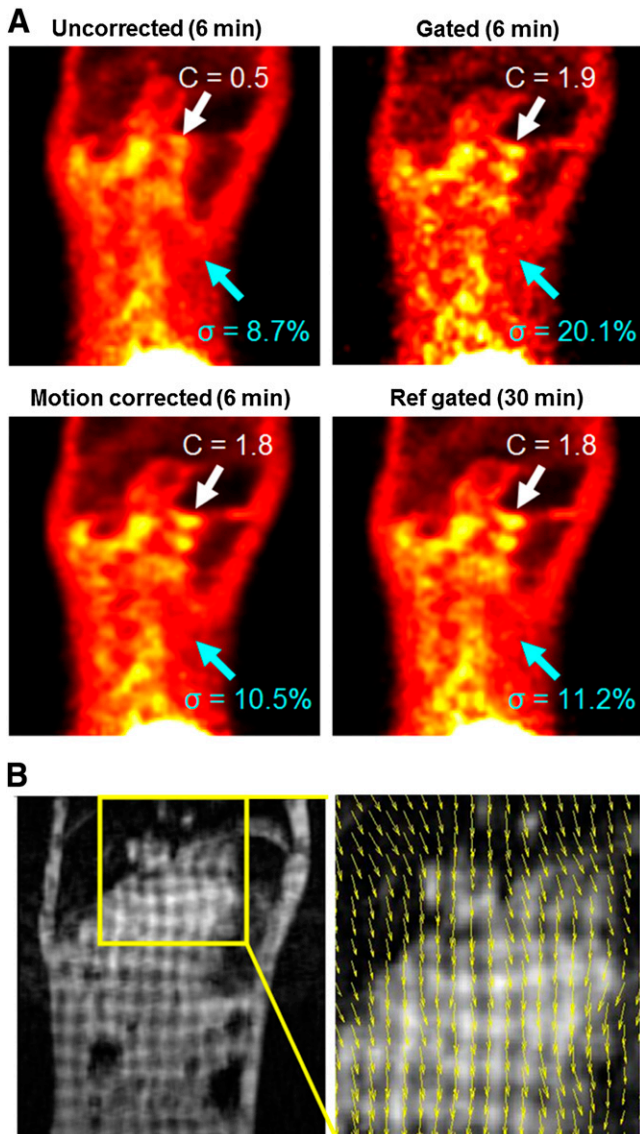 A
Uncorrected (6 min)
Gated (6 min)
C = 0.5
C = 1.9
σ = 8.7%
σ = 20.1%
Motion corrected (6 min)
Ref gated (30 min)
C = 1.8
C = 1.8
σ = 10.5%
σ = 11.2%
B